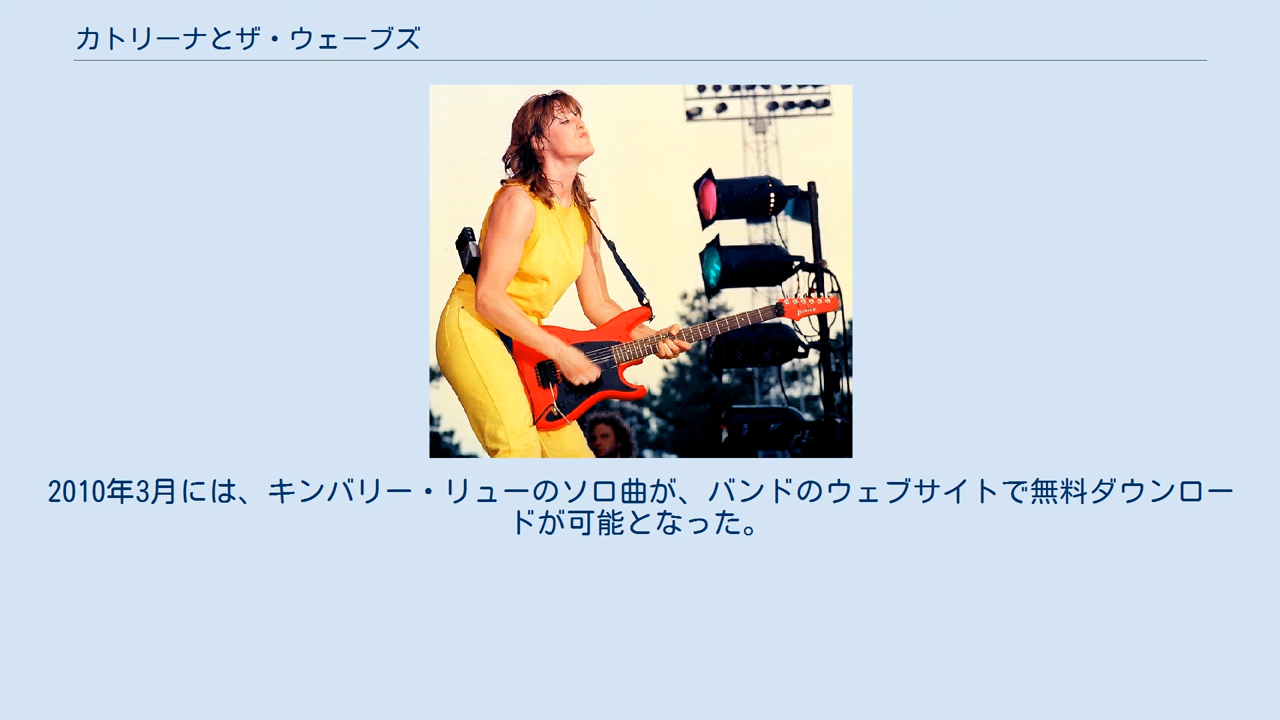 カトリーナとザ・ウェーブズ
2010年3月には、キンバリー・リューのソロ曲が、バンドのウェブサイトで無料ダウンロー
ドが可能となった。